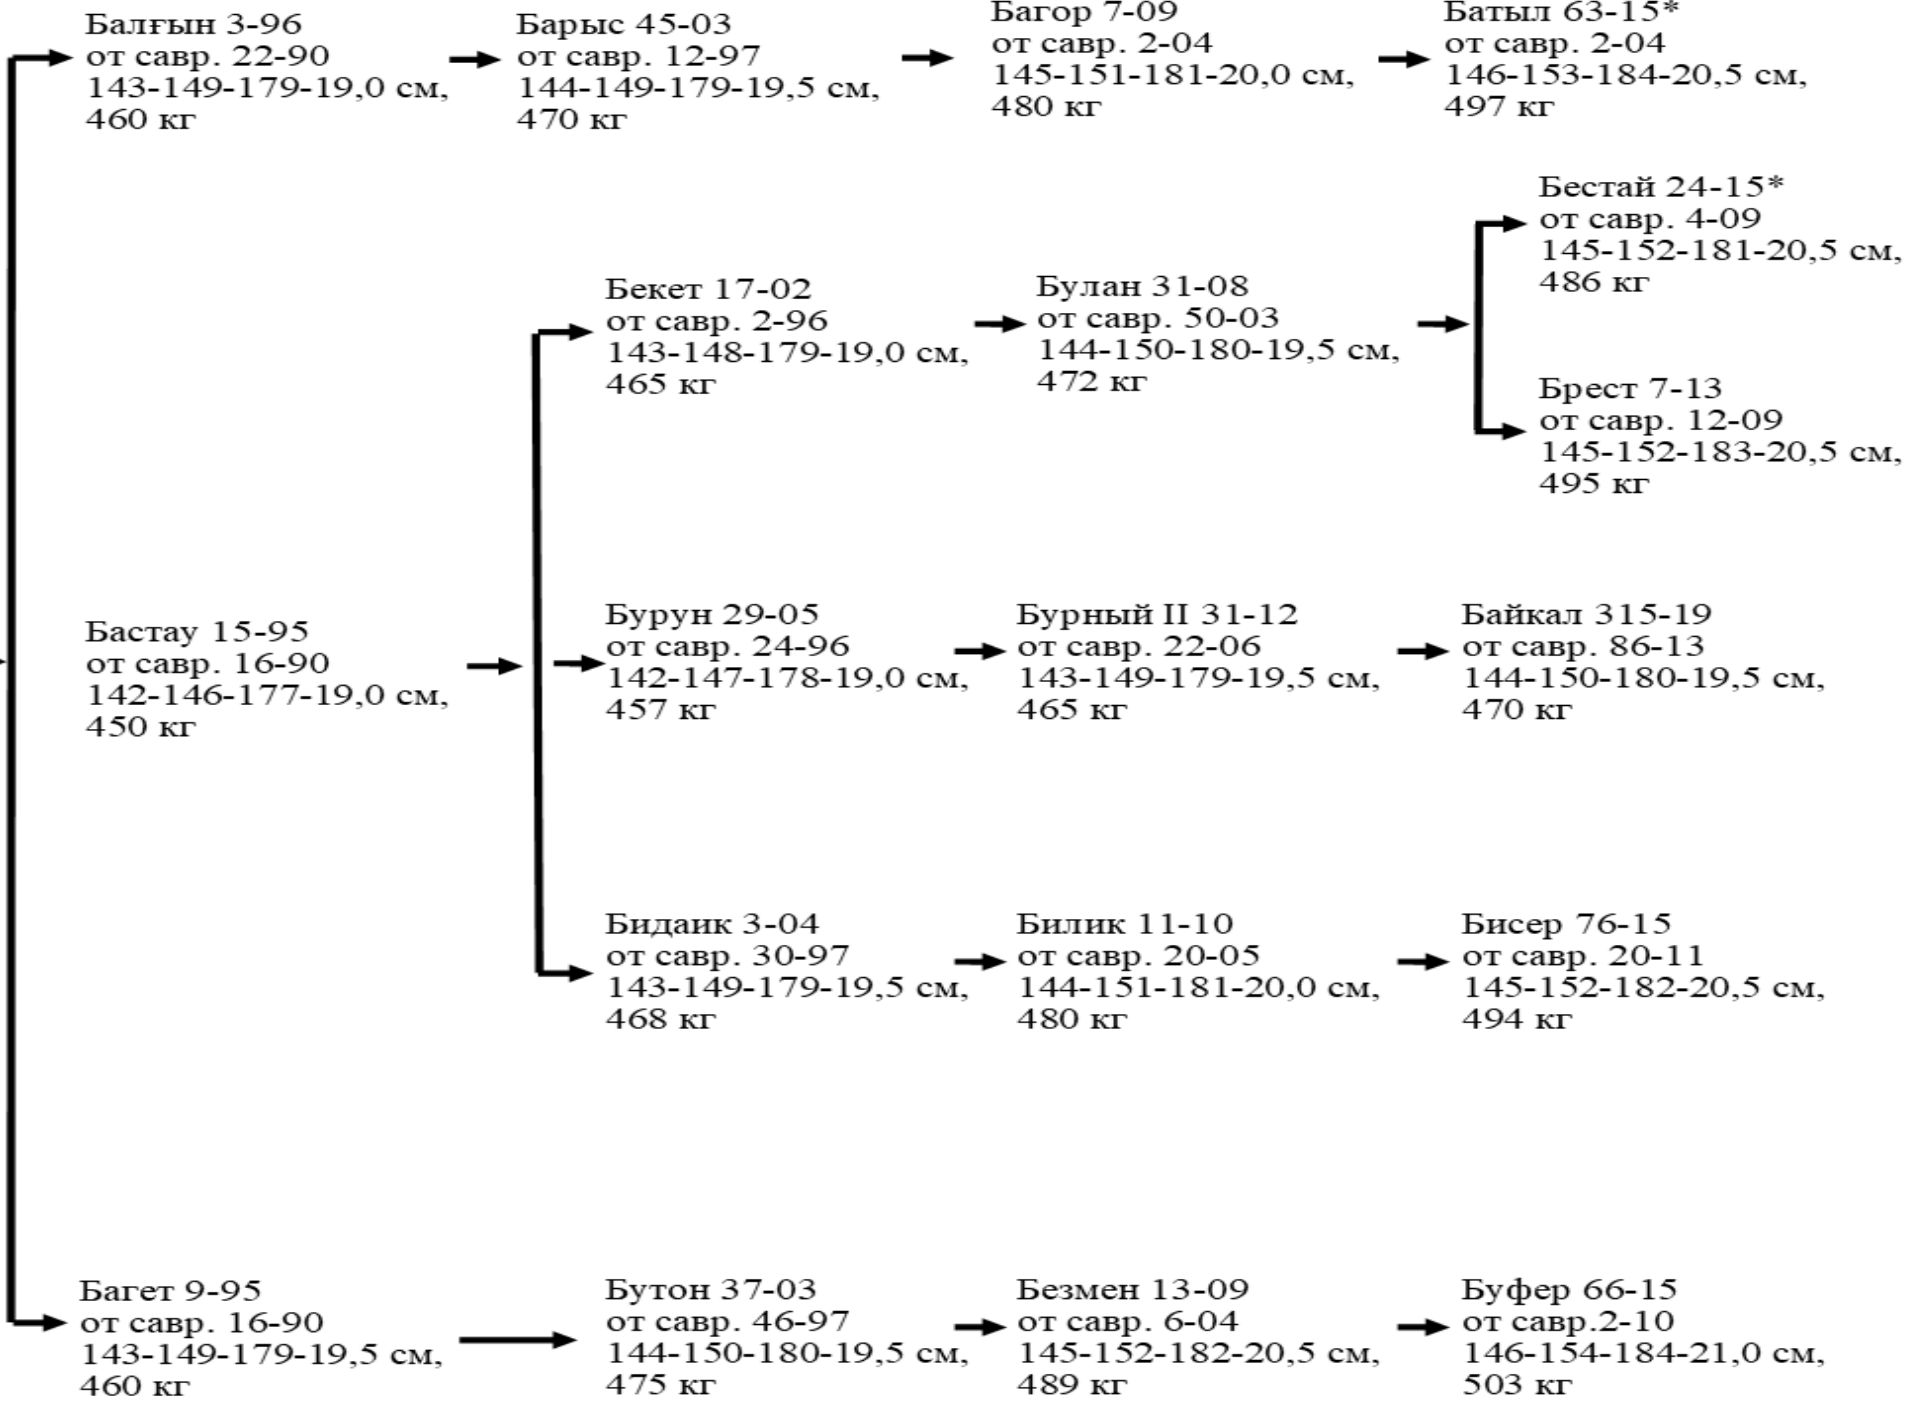 Балғын 3-96
от савр. 22-90
143-149-179-19,0 см,
460 кг
Барыс 45-03
от савр. 12-97
144-149-179-19,5 см,
470 кг
Багор 7-09
от савр. 2-04
145-151-181-20,0 см,
480 кг
Батыл 63-15*
от савр. 2-04
146-153-184-20,5 см,
497 кг
Бестай 24-15*
от савр. 4-09
145-152-181-20,5 см,
486 кг
Бекет 17-02
от савр. 2-96
143-148-179-19,0 см,
465 кг
Булан 31-08
от савр. 50-03
144-150-180-19,5 см,
472 кг
Брест 7-13
от савр. 12-09
145-152-183-20,5 см,
495 кг
Бастау 15-95
от савр. 16-90
142-146-177-19,0 см,
450 кг
Бурун 29-05
от савр. 24-96
142-147-178-19,0 см,
457 кг
Бурный II 31-12
от савр. 22-06
143-149-179-19,5 см,
465 кг
Байкал 315-19
от савр. 86-13
144-150-180-19,5 см,
470 кг
Бидаик 3-04
от савр. 30-97
143-149-179-19,5 см,
468 кг
Билик 11-10
от савр. 20-05
144-151-181-20,0 см,
480 кг
Бисер 76-15
от савр. 20-11
145-152-182-20,5 см,
494 кг
Багет 9-95
от савр. 16-90
143-149-179-19,5 см,
460 кг
Бутон 37-03
от савр. 46-97
144-150-180-19,5 см,
475 кг
Безмен 13-09
от савр. 6-04
145-152-182-20,5 см,
489 кг
Буфер 66-15
от савр.2-10
146-154-184-21,0 см,
503 кг